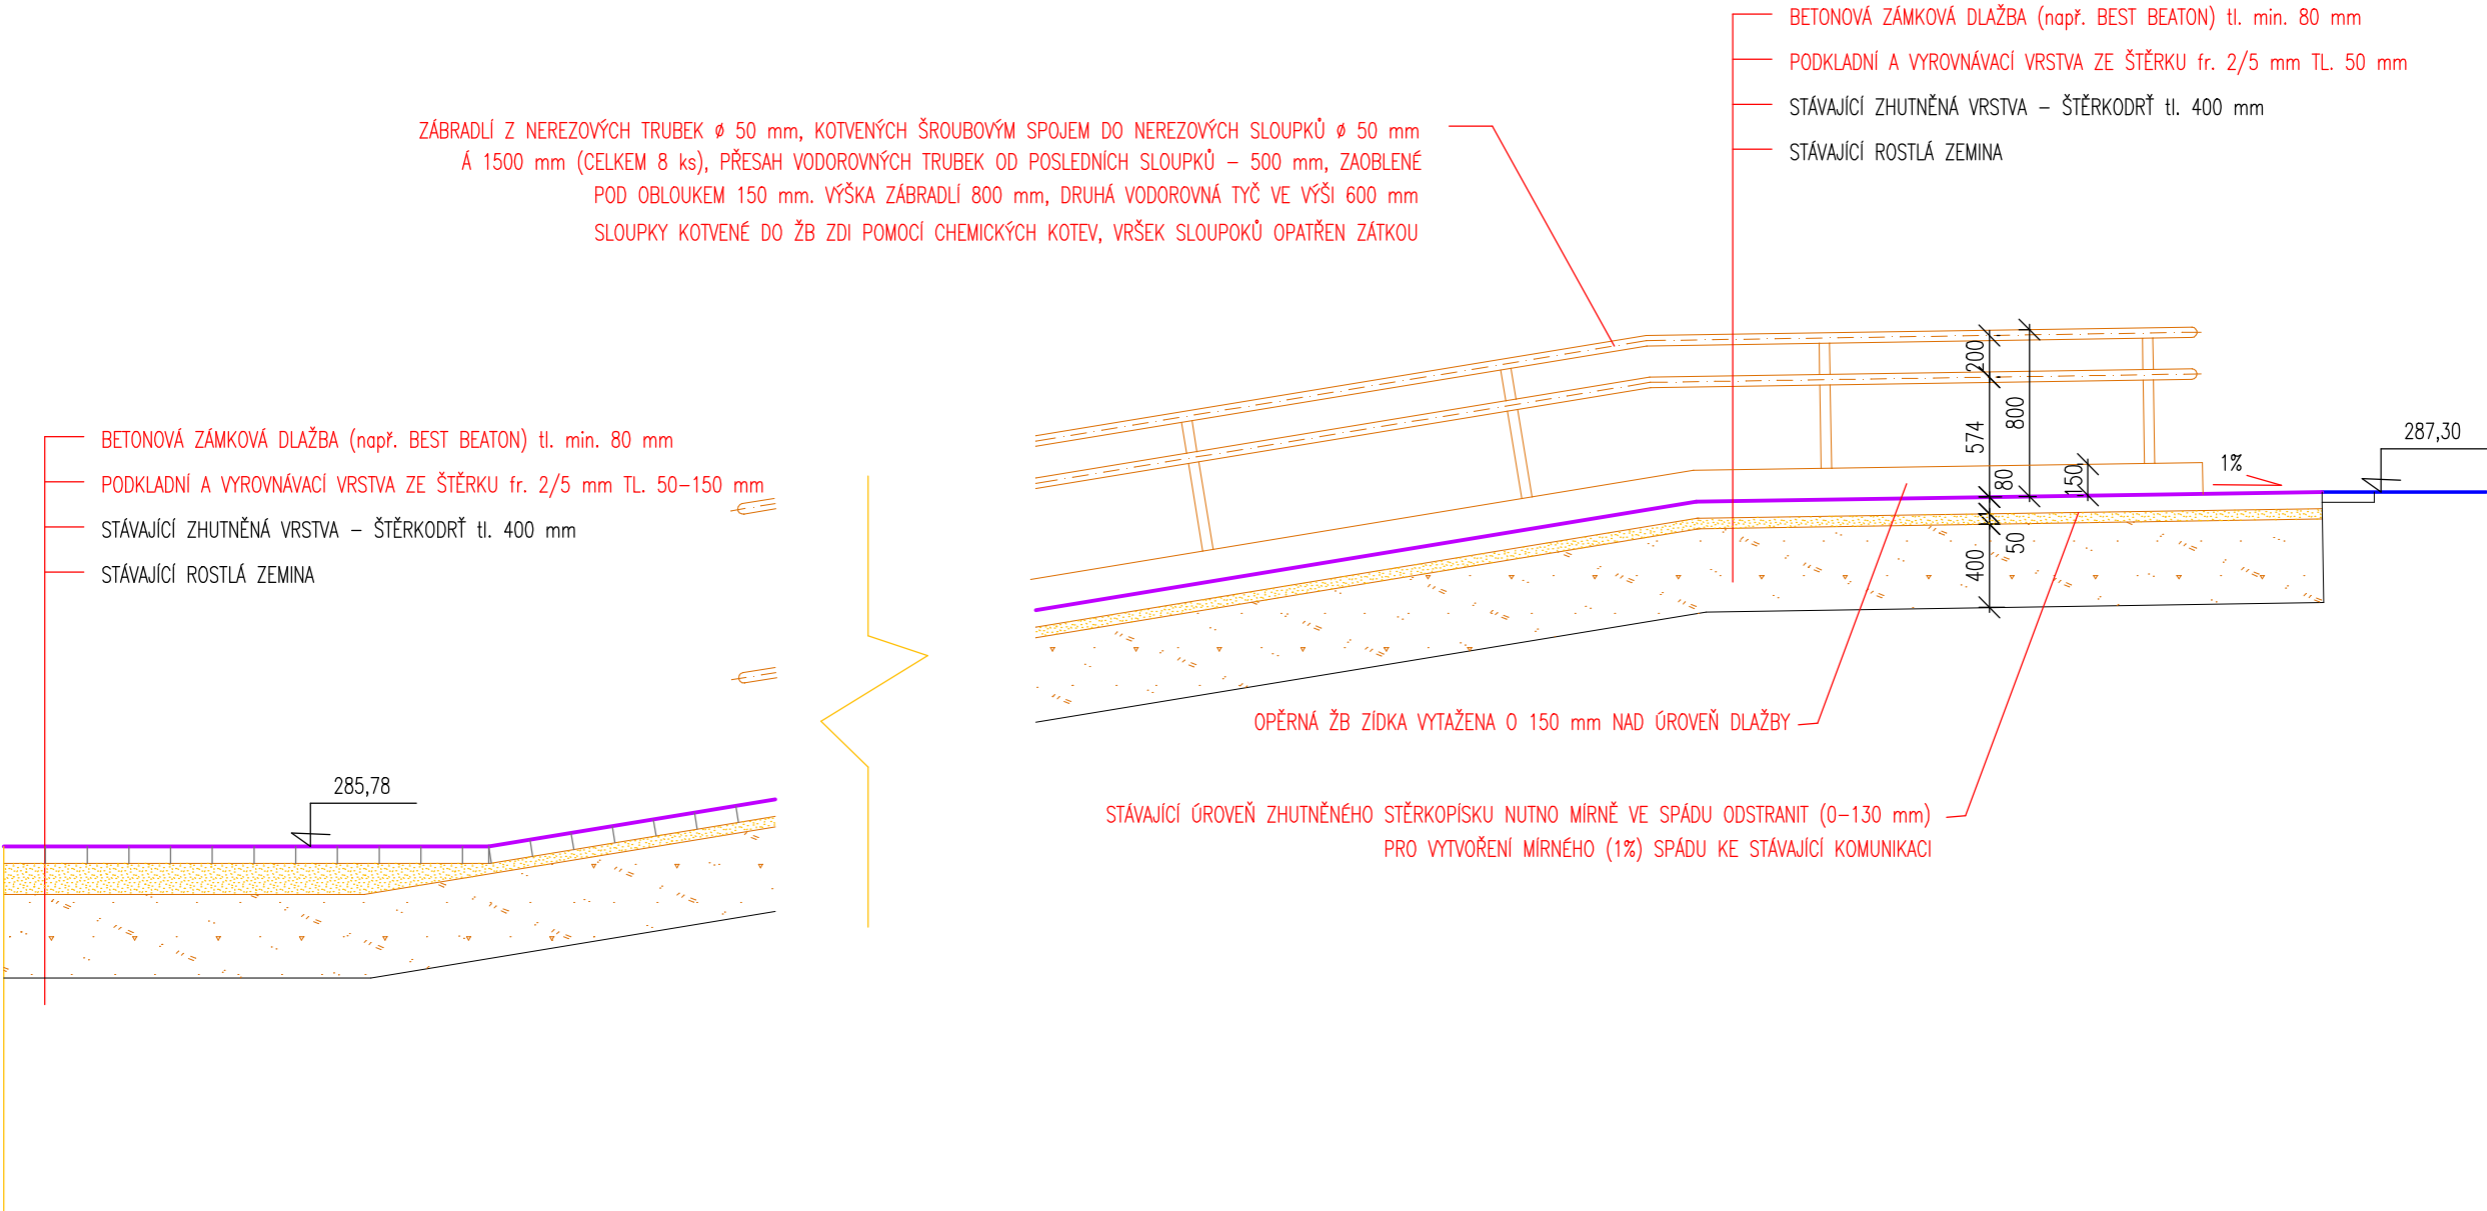 BETONOVÁ ZÁMKOVÁ DLAŽBA (např. BEST BEATON) tl. min. 80 mm
PODKLADNÍ A VYROVNÁVACÍ VRSTVA ZE ŠTĚRKU fr. 2/5 mm TL. 50 mm
STÁVAJÍCÍ ZHUTNĚNÁ VRSTVA – ŠTĚRKODRŤ tl. 400 mm
STÁVAJÍCÍ ROSTLÁ ZEMINA
ZÁBRADLÍ Z NEREZOVÝCH TRUBEK ø 50 mm, KOTVENÝCH ŠROUBOVÝM SPOJEM DO NEREZOVÝCH SLOUPKŮ ø 50 mm
Á 1500 mm (CELKEM 8 ks), PŘESAH VODOROVNÝCH TRUBEK OD POSLEDNÍCH SLOUPKŮ – 500 mm, ZAOBLENÉ
POD OBLOUKEM 150 mm. VÝŠKA ZÁBRADLÍ 800 mm, DRUHÁ VODOROVNÁ TYČ VE VÝŠI 600 mm
SLOUPKY KOTVENÉ DO ŽB ZDI POMOCÍ CHEMICKÝCH KOTEV, VRŠEK SLOUPOKŮ OPATŘEN ZÁTKOU
200
574
800
80
150
50
400
1%
287,30
BETONOVÁ ZÁMKOVÁ DLAŽBA (např. BEST BEATON) tl. min. 80 mm
PODKLADNÍ A VYROVNÁVACÍ VRSTVA ZE ŠTĚRKU fr. 2/5 mm TL. 50-150 mm
STÁVAJÍCÍ ZHUTNĚNÁ VRSTVA – ŠTĚRKODRŤ tl. 400 mm
STÁVAJÍCÍ ROSTLÁ ZEMINA
OPĚRNÁ ŽB ZÍDKA VYTAŽENA O 150 mm NAD ÚROVEŇ DLAŽBY
285,78
STÁVAJÍCÍ ÚROVEŇ ZHUTNĚNÉHO STĚRKOPÍSKU NUTNO MÍRNĚ VE SPÁDU ODSTRANIT (0-130 mm)
PRO VYTVOŘENÍ MÍRNÉHO (1%) SPÁDU KE STÁVAJÍCÍ KOMUNIKACI